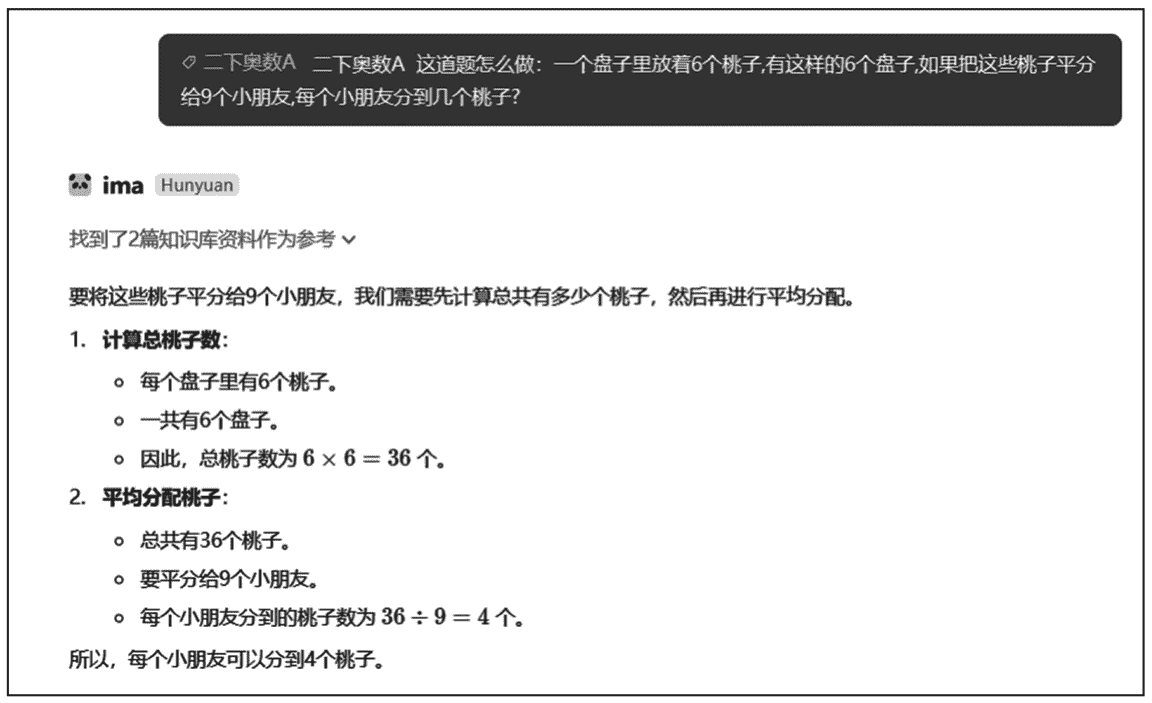 二下奥数A 二下奥数A 这道题怎么做：一个盘子里放着6个桃子,有这样的6个盘子,如果把这些桃子平分
给9个小朋友,每个小朋友分到几个桃子?
ima Hunyuan
找到了2篇知识库资料作为参考
要将这些桃子平分给9个小朋友，我们需要先计算总共有多少个桃子，然后再进行平均分配。
1. 计算总桃子数：
每个盘子里有6个桃子。
一共有6个盘子。
因此，总桃子数为 6 × 6 = 36 个。
2. 平均分配桃子：
总共有36个桃子。
要平分给9个小朋友。
每个小朋友分到的桃子数为 36 ÷ 9 = 4 个。
所以，每个小朋友可以分到4个桃子。